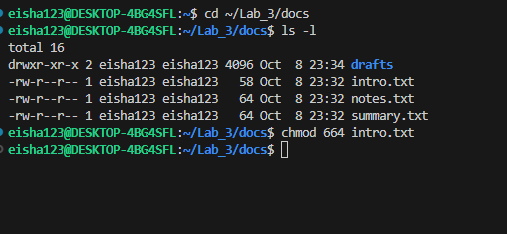 eisha123@DESKTOP-4BG4SFL:~$ cd ~/Lab_3/docs
eisha123@DESKTOP-4BG4SFL:~/Lab_3/docs$ ls -l
total 16
drwxr-xr-x 2 eisha123 eisha123 4096 Oct  8 23:34 drafts
-rw-r--r-- 1 eisha123 eisha123   58 Oct  8 23:32 intro.txt
-rw-r--r-- 1 eisha123 eisha123   64 Oct  8 23:32 notes.txt
-rw-r--r-- 1 eisha123 eisha123   64 Oct  8 23:32 summary.txt
eisha123@DESKTOP-4BG4SFL:~/Lab_3/docs$ chmod 664 intro.txt
eisha123@DESKTOP-4BG4SFL:~/Lab_3/docs$